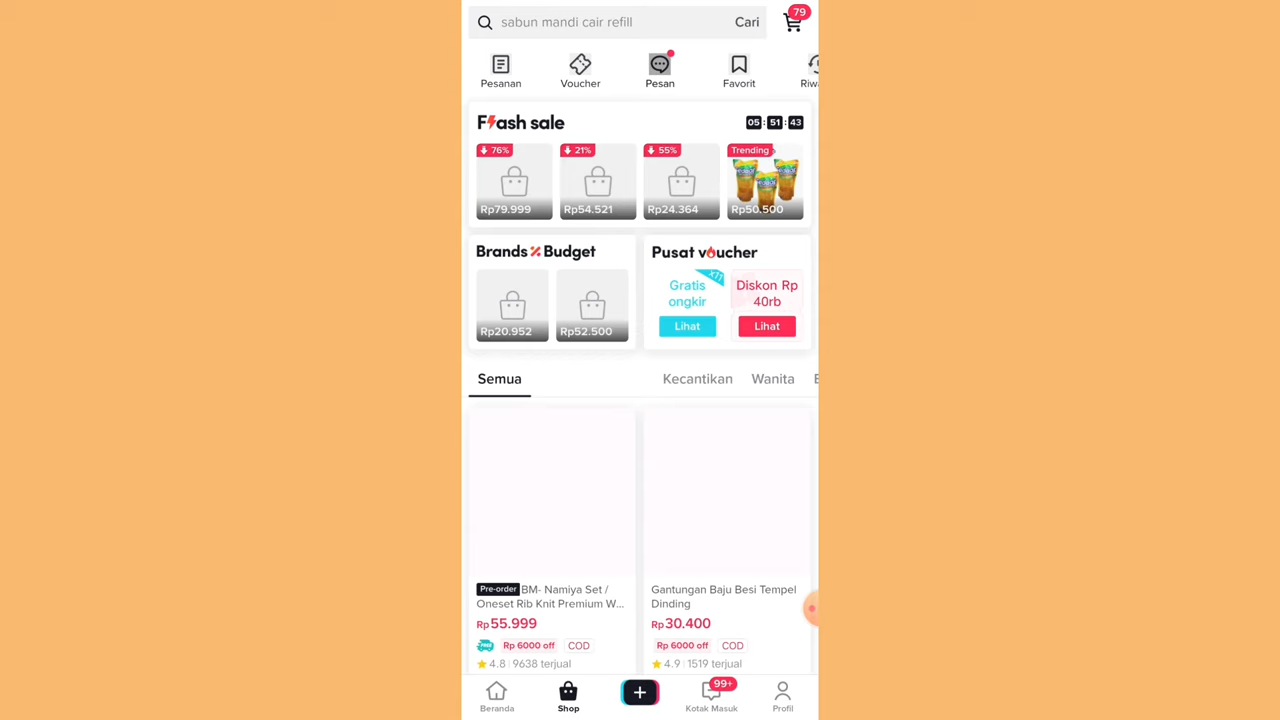 sabun mandi cair refill
Cari
79
Pesanan
Voucher
Pesan
Favorit
Riw
Flash sale
05 : 51 : 43
76%
21%
55%
Trending
Rp79.999
Rp54.521
Rp24.364
Rp50.500
Brands % Budget
Pusat voucher
Rp20.952
Rp52.500
Gratis
ongkir
Lihat
Diskon Rp
40rb
Lihat
Semua
Kecantikan
Wanita
Pre-order BM- Namiya Set /
Oneset Rib Knit Premium W...
Rp55.999
FREE
Rp 6000 off
COD
4.8 | 9638 terjual
Gantungan Baju Besi Tempel
Dinding
Rp30.400
Rp 6000 off
COD
4.9 | 1519 terjual
Beranda
Shop
99+
Kotak Masuk
Profil